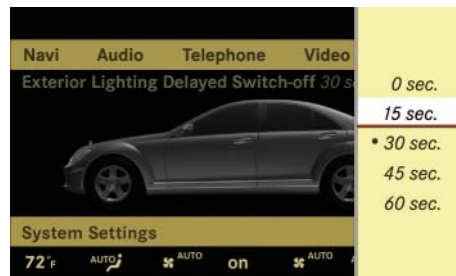 Navi Audio Telephone Video
Exterior Lighting Delayed Switch-off 30 s
0 sec.
15 sec.
• 30 sec.
45 sec.
60 sec.
System Settings
72°F AUTO AUTO on AUTO